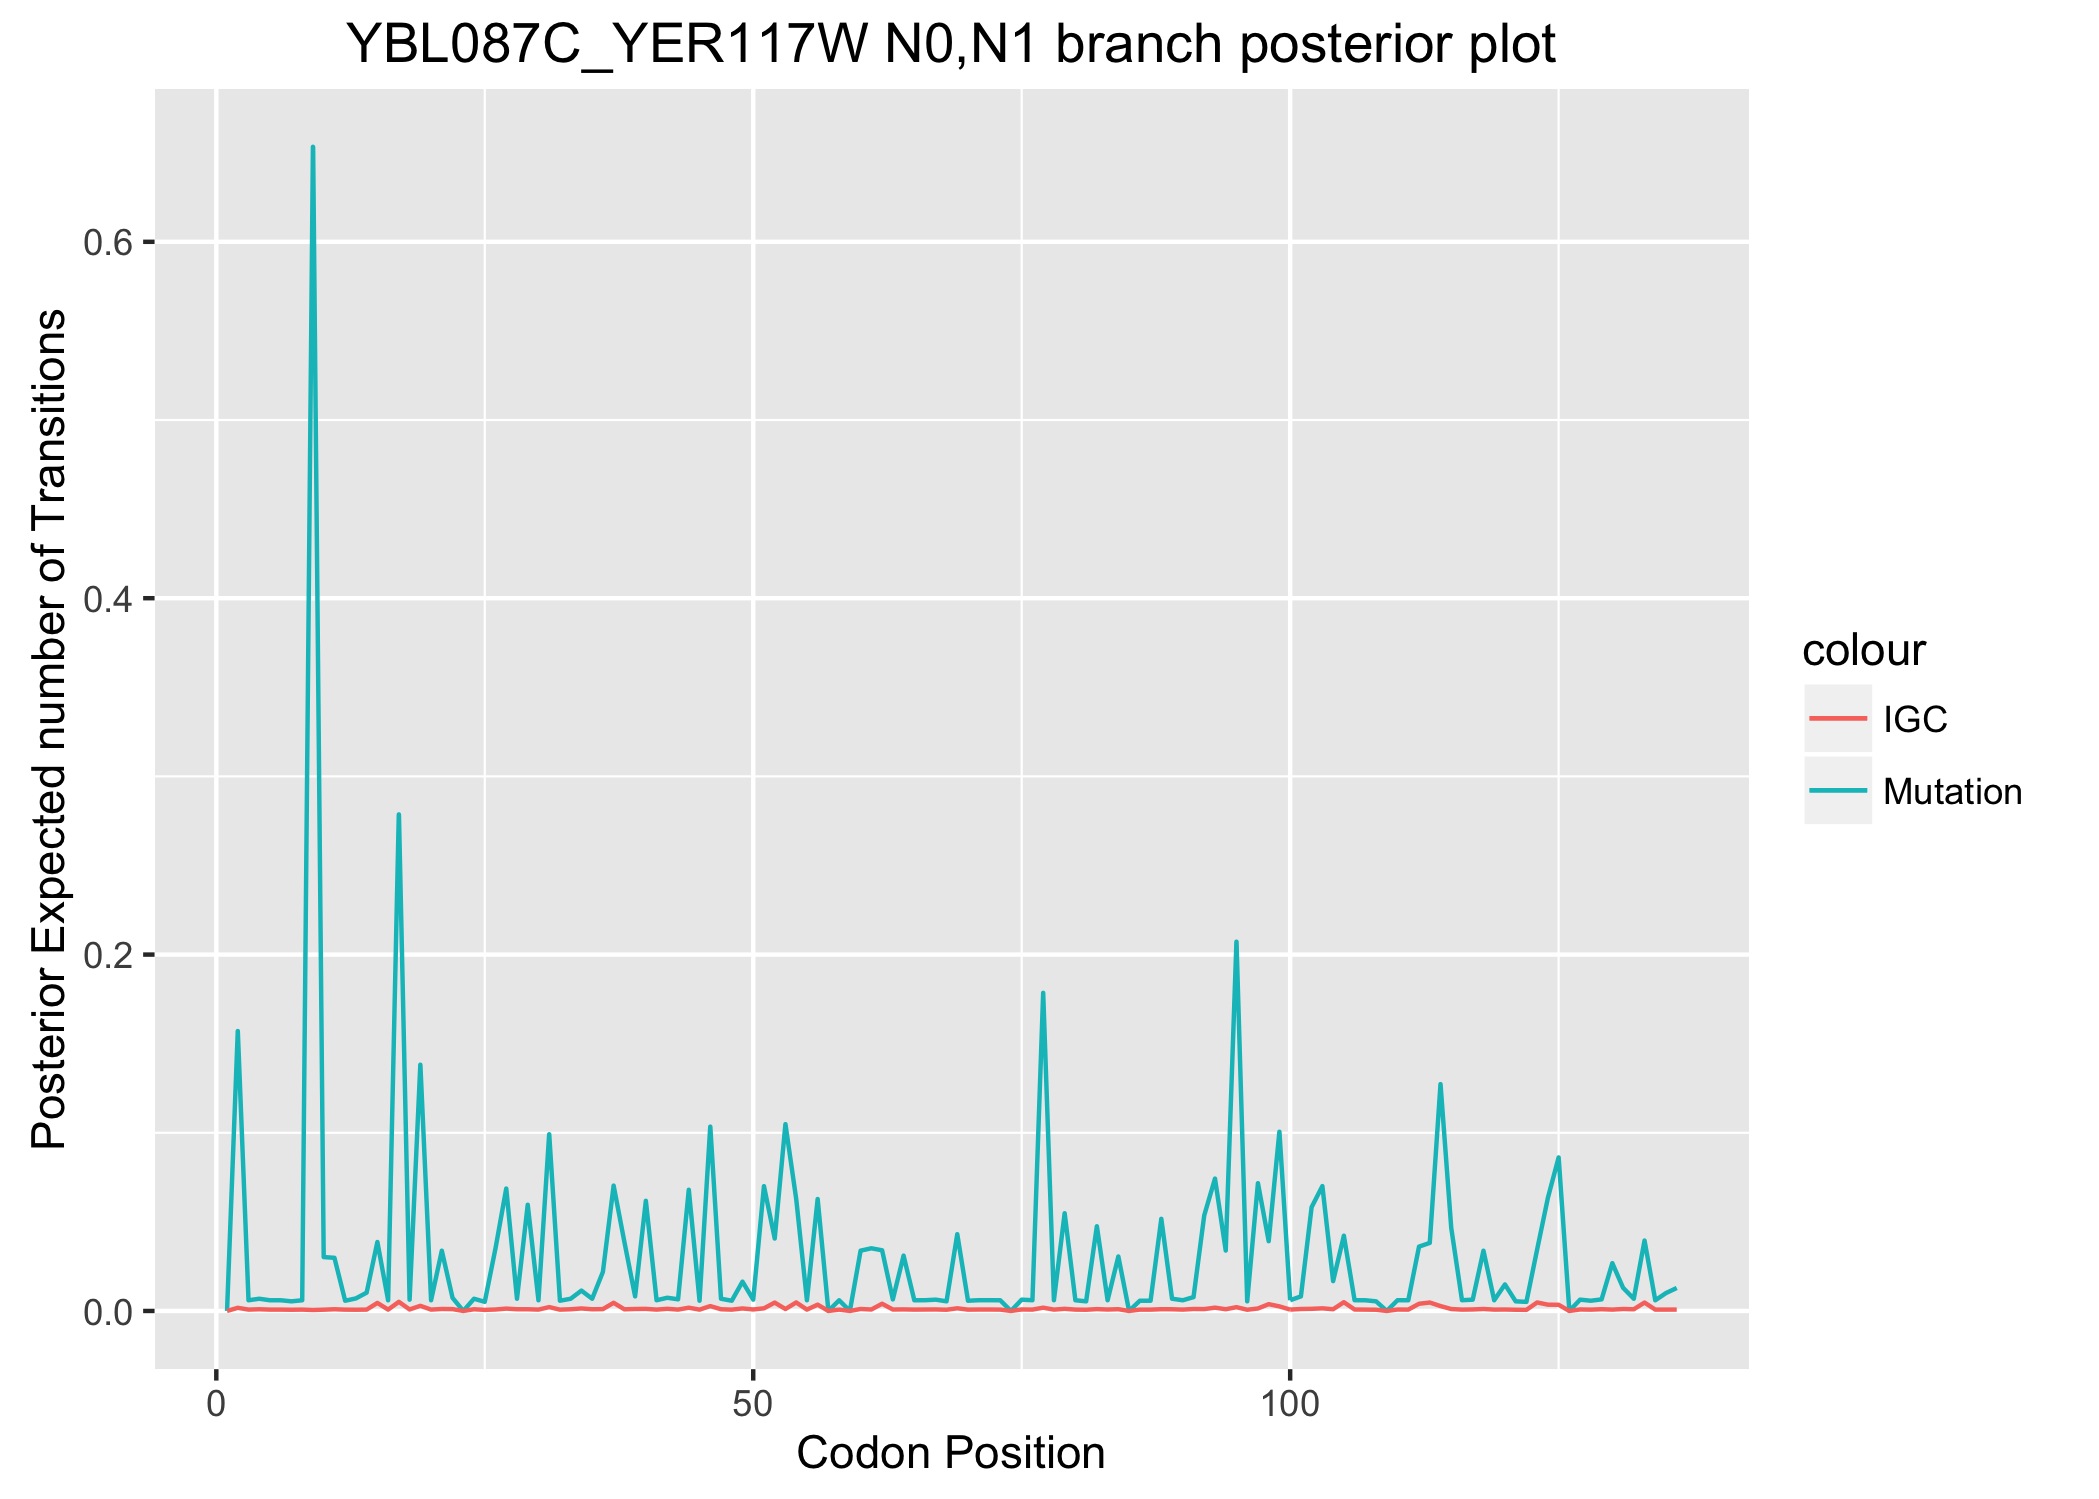 YBL087C_YER117W N0,N1 branch posterior plot
Posterior Expected number of Transitions
0.6
0.4
0.2
0.0
0
50
100
Codon Position
colour
IGC
Mutation